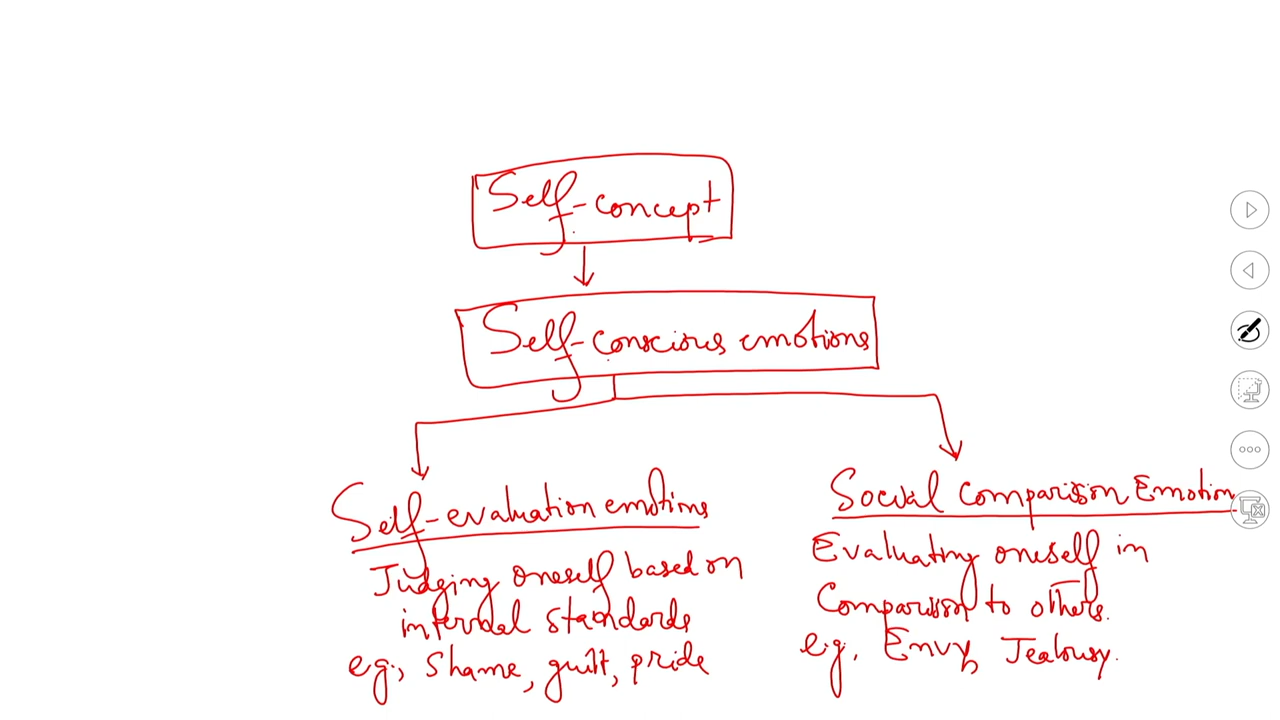 Self-concept
Self-conscious emotions
Self-evaluation emotions
Judging oneself based on
internal standards
eg, Shame, guilt, pride
Social Comparison Emotion
Evaluating oneself in
Comparison to others.
e.g, Envy, Jealousy.